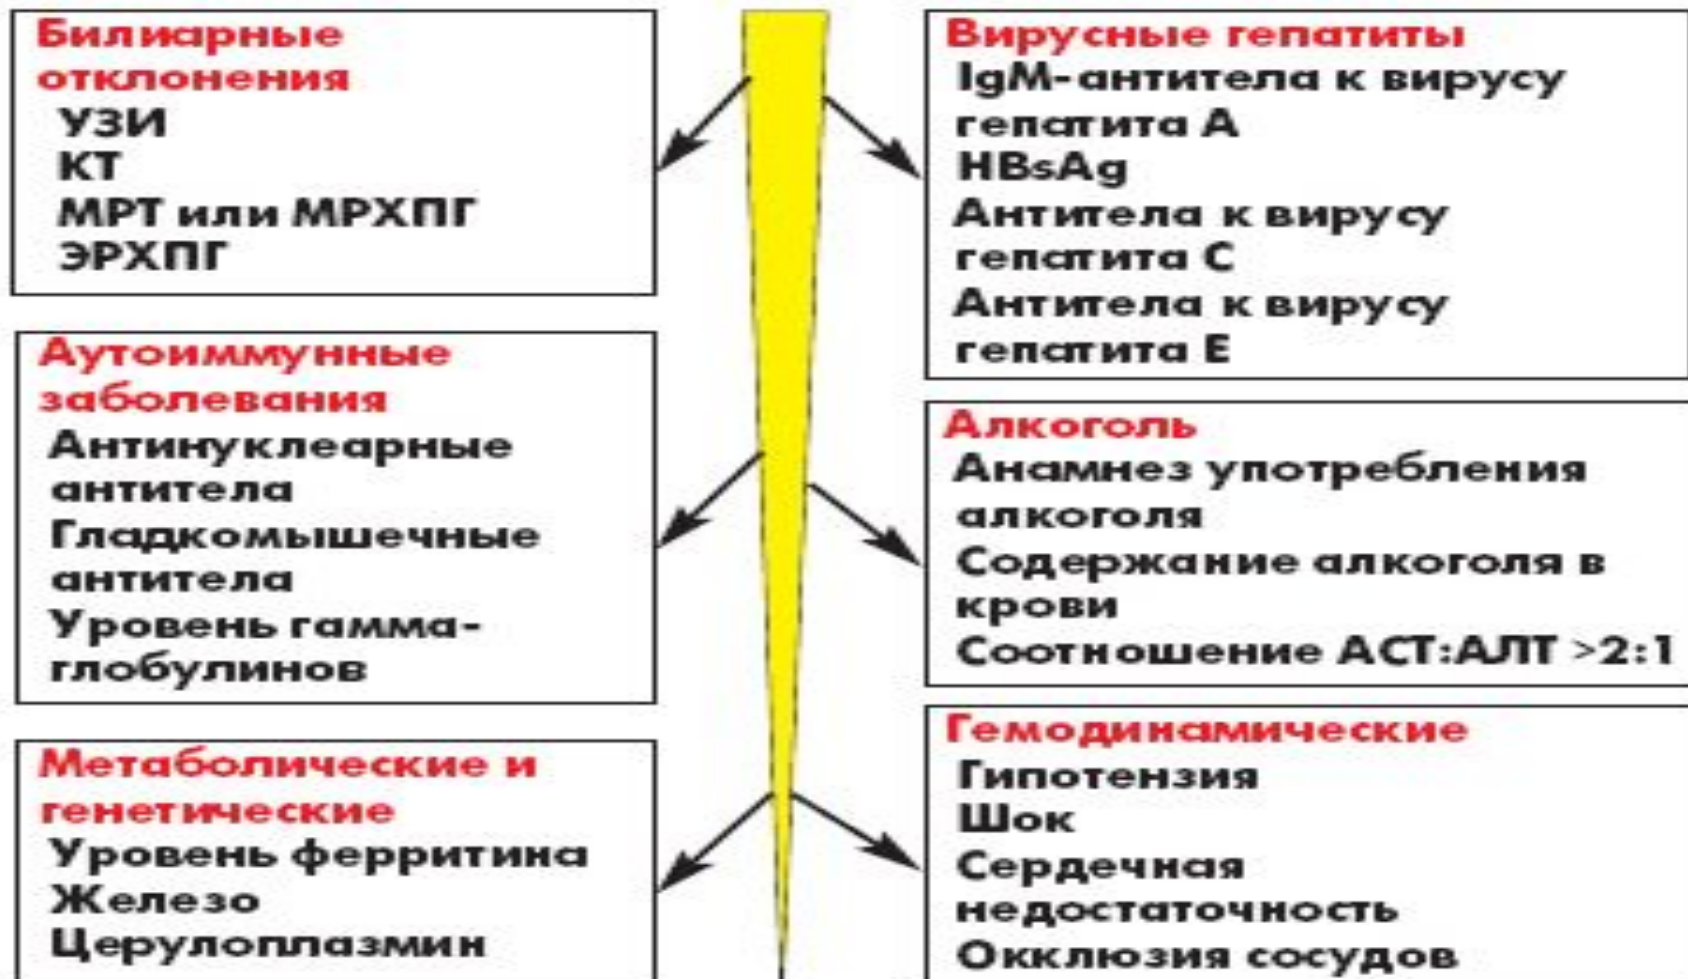 Билиарные
отклонения
УЗИ
КТ
МРТ или МРХПГ
ЭРХПГ
Аутоиммунные
заболевания
Антинуклеарные
антитела
Гладкомышечные
антитела
Уровень гамма-
глобулинов
Метаболические и
генетические
Уровень ферритина
Железо
Церулоплазмин
Вирусные гепатиты
IgM-антитела к вирусу
гепатита А
HBsAg
Антитела к вирусу
гепатита С
Антитела к вирусу
гепатита Е
Алкоголь
Анамнез употребления
алкоголя
Содержание алкоголя в
крови
Соотношение АСТ:АЛТ >2:1
Гемодинамические
Гипотензия
Шок
Сердечная
недостаточность
Окклюзия сосудов